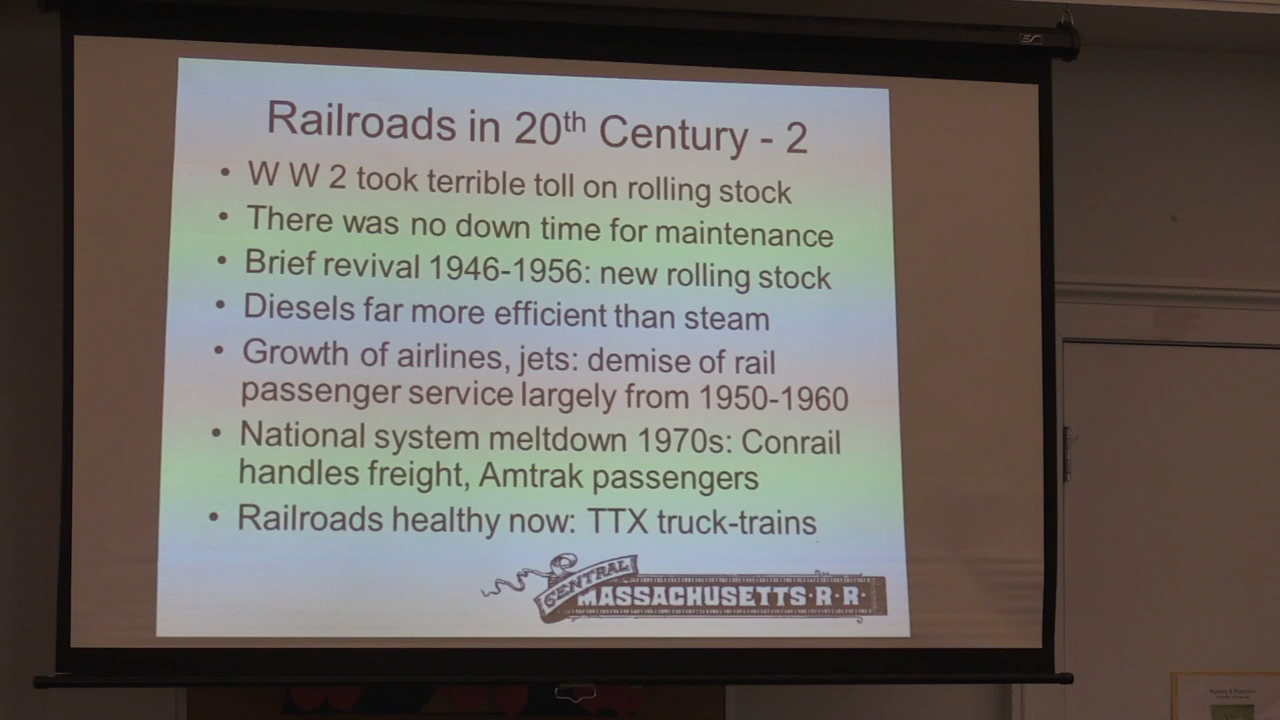 Railroads in 20th Century - 2
• W W 2 took terrible toll on rolling stock
• There was no down time for maintenance
• Brief revival 1946-1956: new rolling stock
• Diesels far more efficient than steam
• Growth of airlines, jets: demise of rail
passenger service largely from 1950-1960
• National system meltdown 1970s: Conrail
handles freight, Amtrak passengers
• Railroads healthy now: TTX truck-trains
CENTRAL
MASSACHUSETTS·R·R·